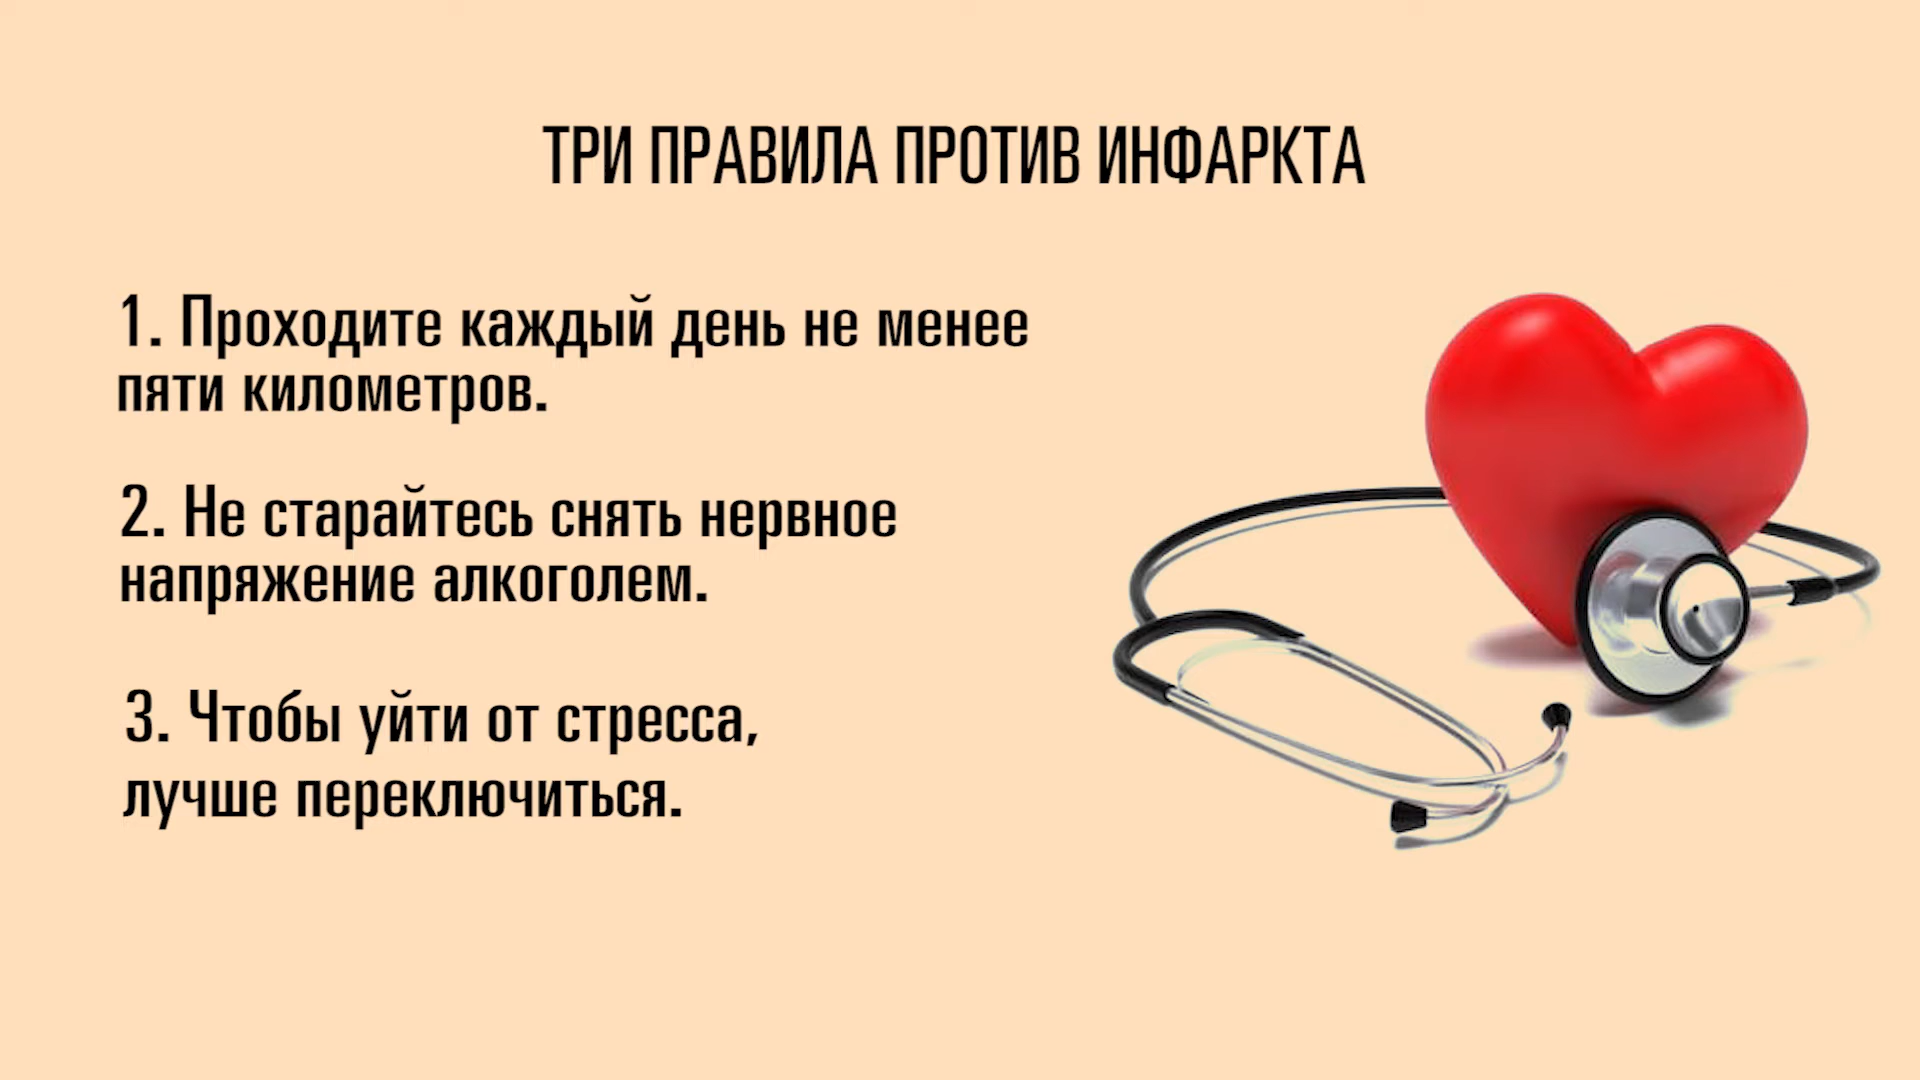 ТРИ ПРАВИЛА ПРОТИВ ИНФАРКТА
1. Проходите каждый день не менее
пяти километров.
2. Не старайтесь снять нервное
напряжение алкоголем.
3. Чтобы уйти от стресса,
лучше переключиться.